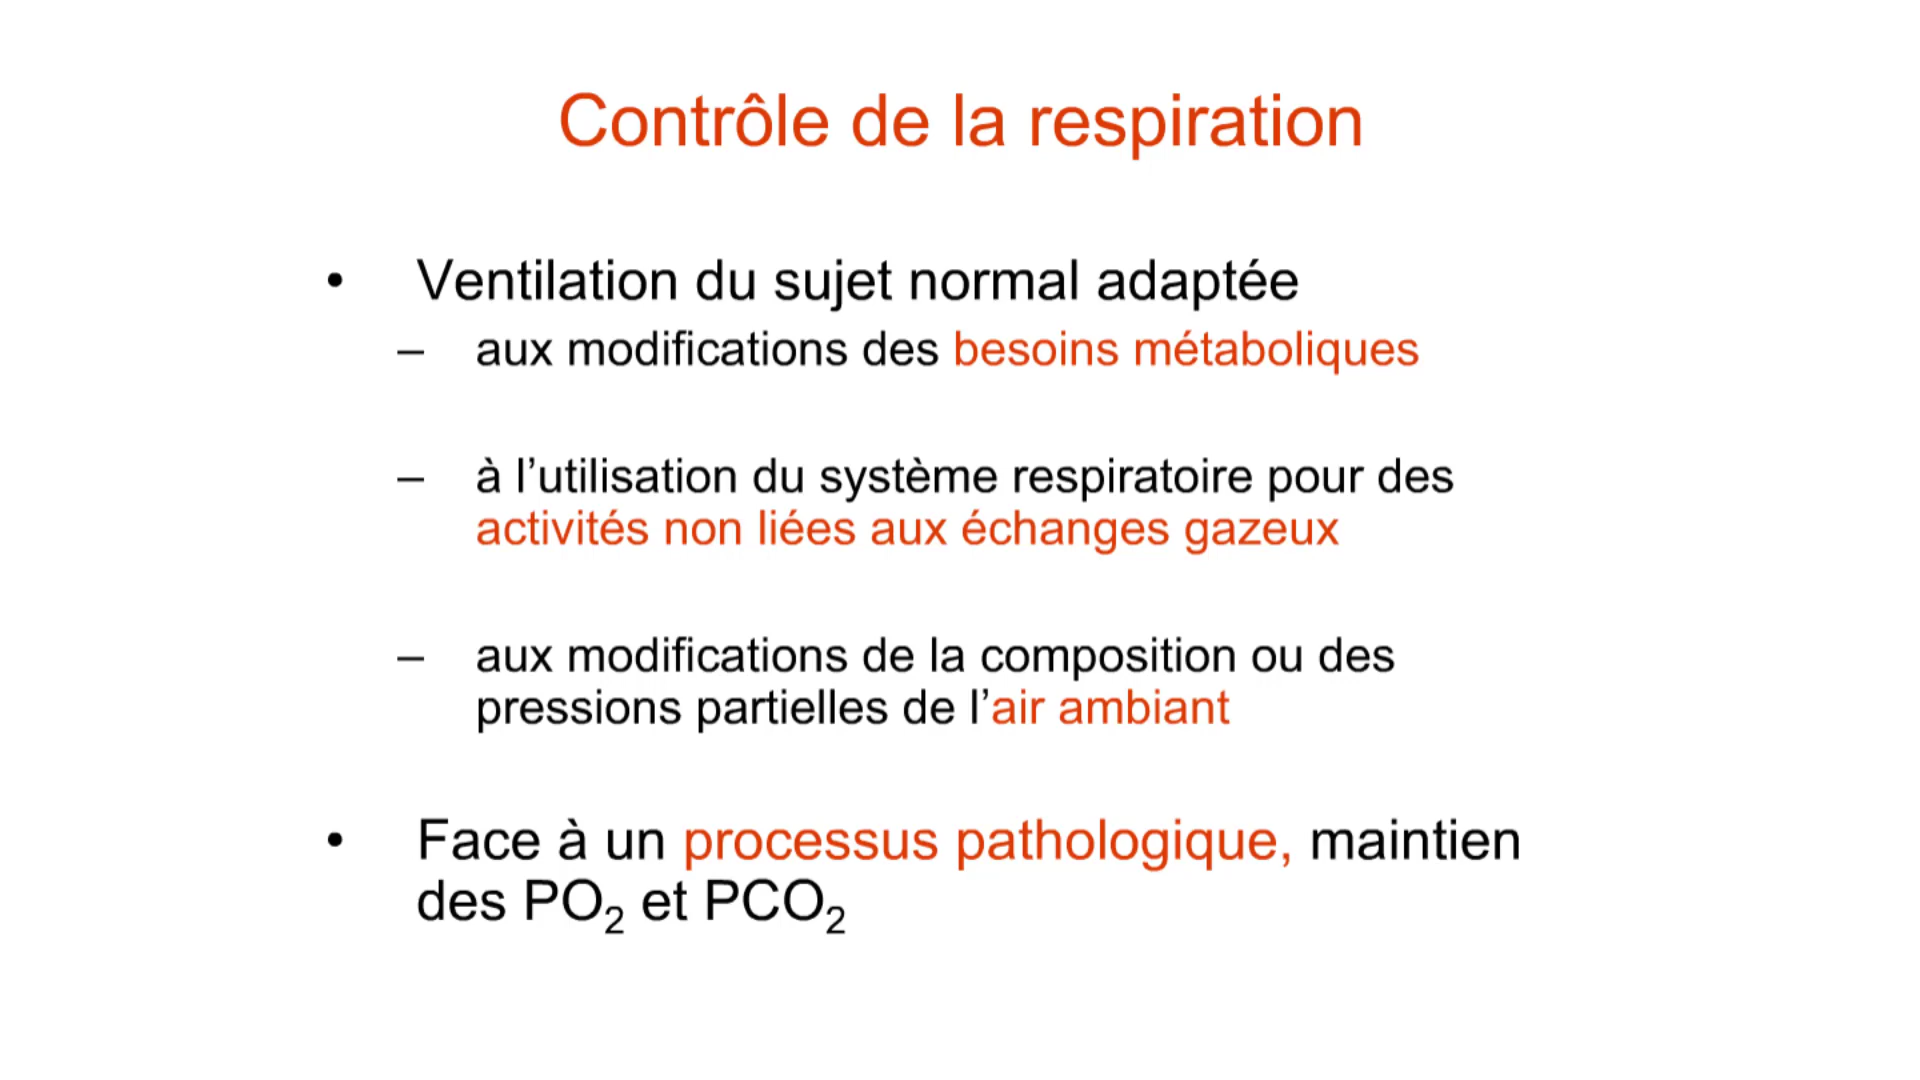 Contrôle de la respiration
• Ventilation du sujet normal adaptée
– aux modifications des besoins métaboliques
– à l’utilisation du système respiratoire pour des
activités non liées aux échanges gazeux
– aux modifications de la composition ou des
pressions partielles de l’air ambiant
• Face à un processus pathologique, maintien
des PO₂ et PCO₂